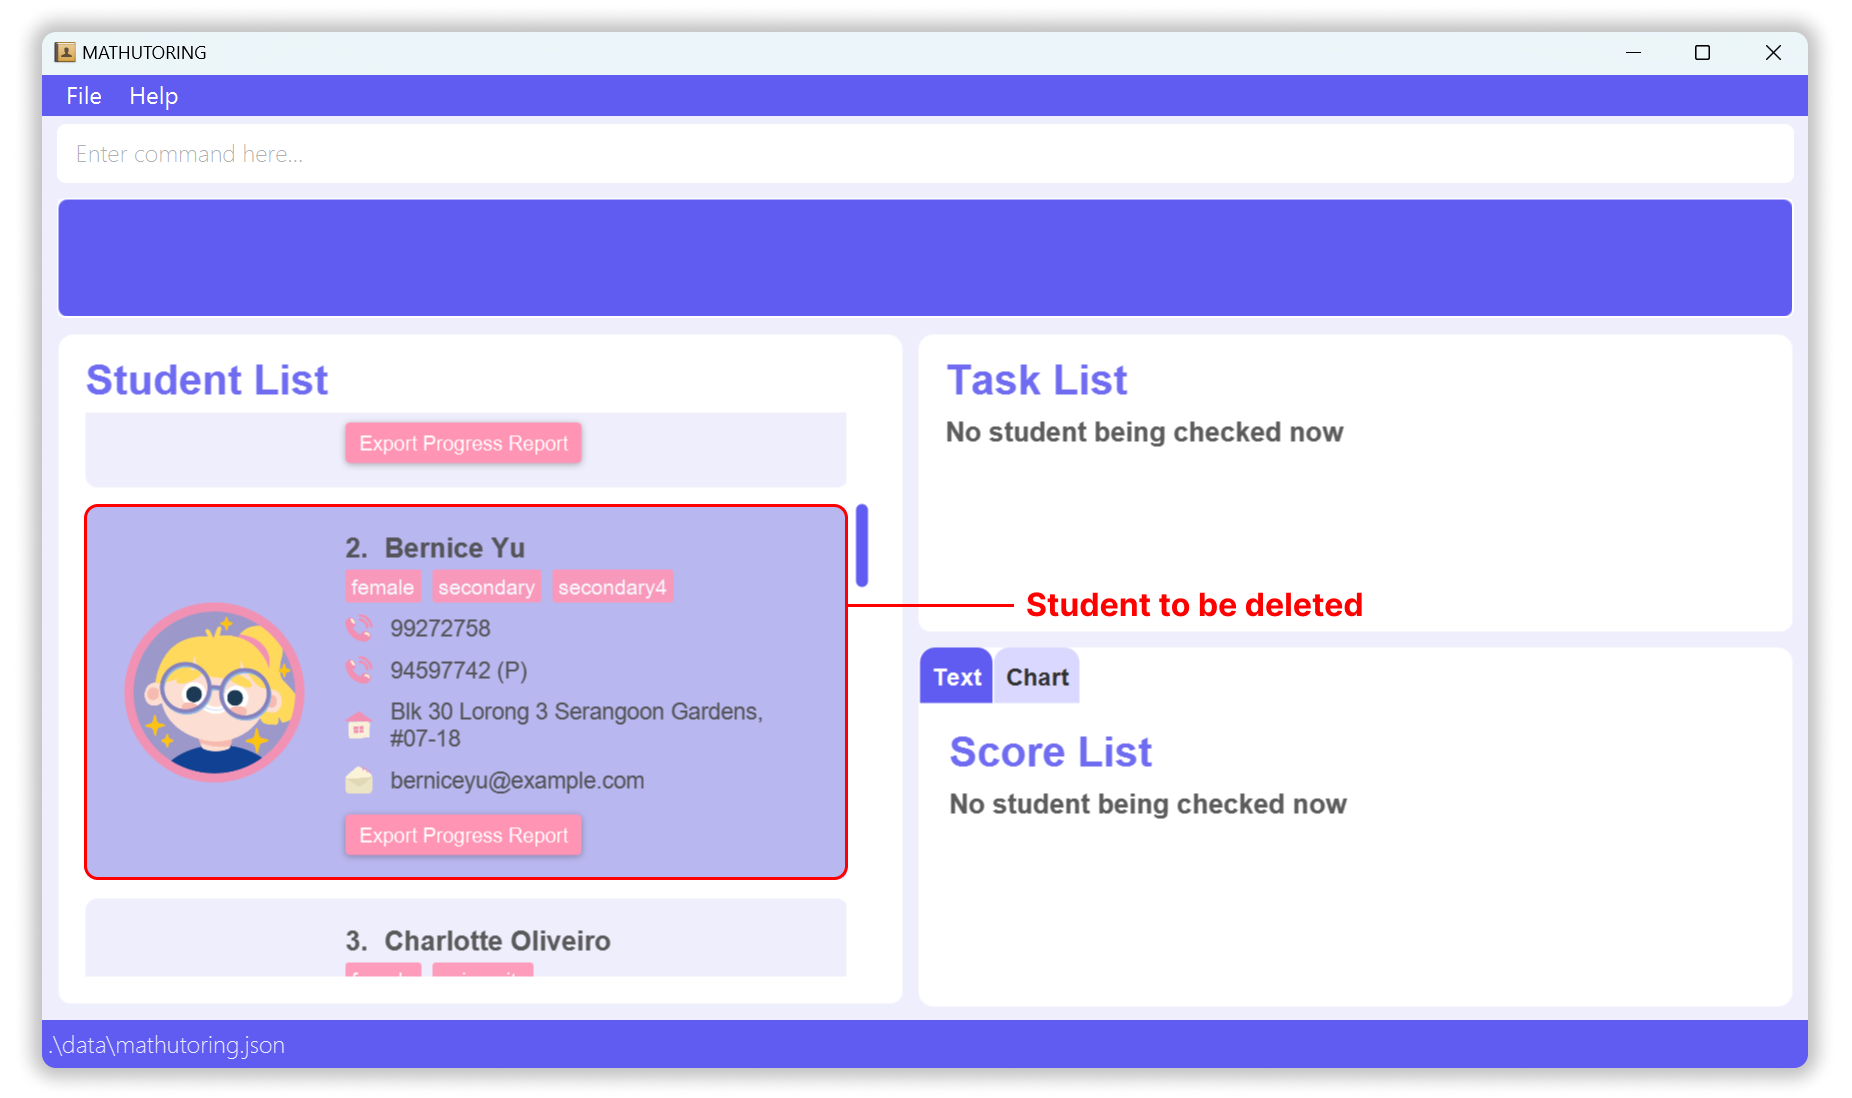 MATHUTORING
File Help
Enter command here...
Student List
Export Progress Report
2. Bernice Yu
female secondary secondary4
99272758
94597742 (P)
Blk 30 Lorong 3 Serangoon Gardens,
#07-18
berniceyu@example.com
Export Progress Report
3. Charlotte Oliveiro
Task List
No student being checked now
Student to be deleted
Text Chart
Score List
No student being checked now
.\data\mathutoring.json